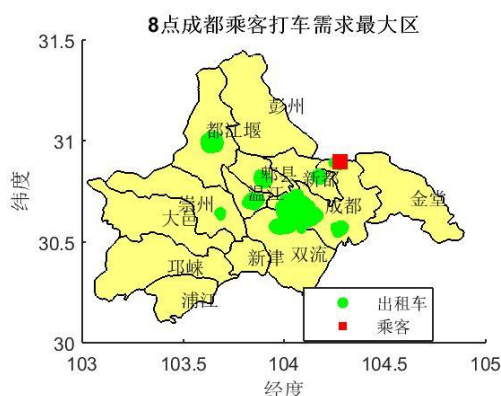 8点成都乘客打车需求最大区
31.5
31
30.5
30
纬度
彭州
都江堰
郫县
新都
温江
崇州
成都
金堂
大邑
双流
新津
邛崃
浦江
出租车
乘客
103
103.5
104
104.5
105
经度